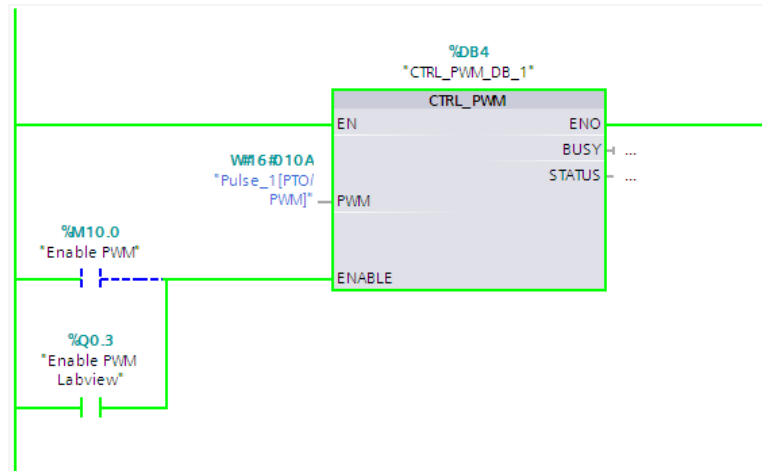 %DB4
"CTRL_PWM_DB_1"
CTRL_PWM
EN
ENO
BUSY
...
W#16#010A
STATUS
...
"Pulse_1[PTO/
PWM]"
PWM
%M10.0
"Enable PWM"
ENABLE
%Q0.3
"Enable PWM
Labview"